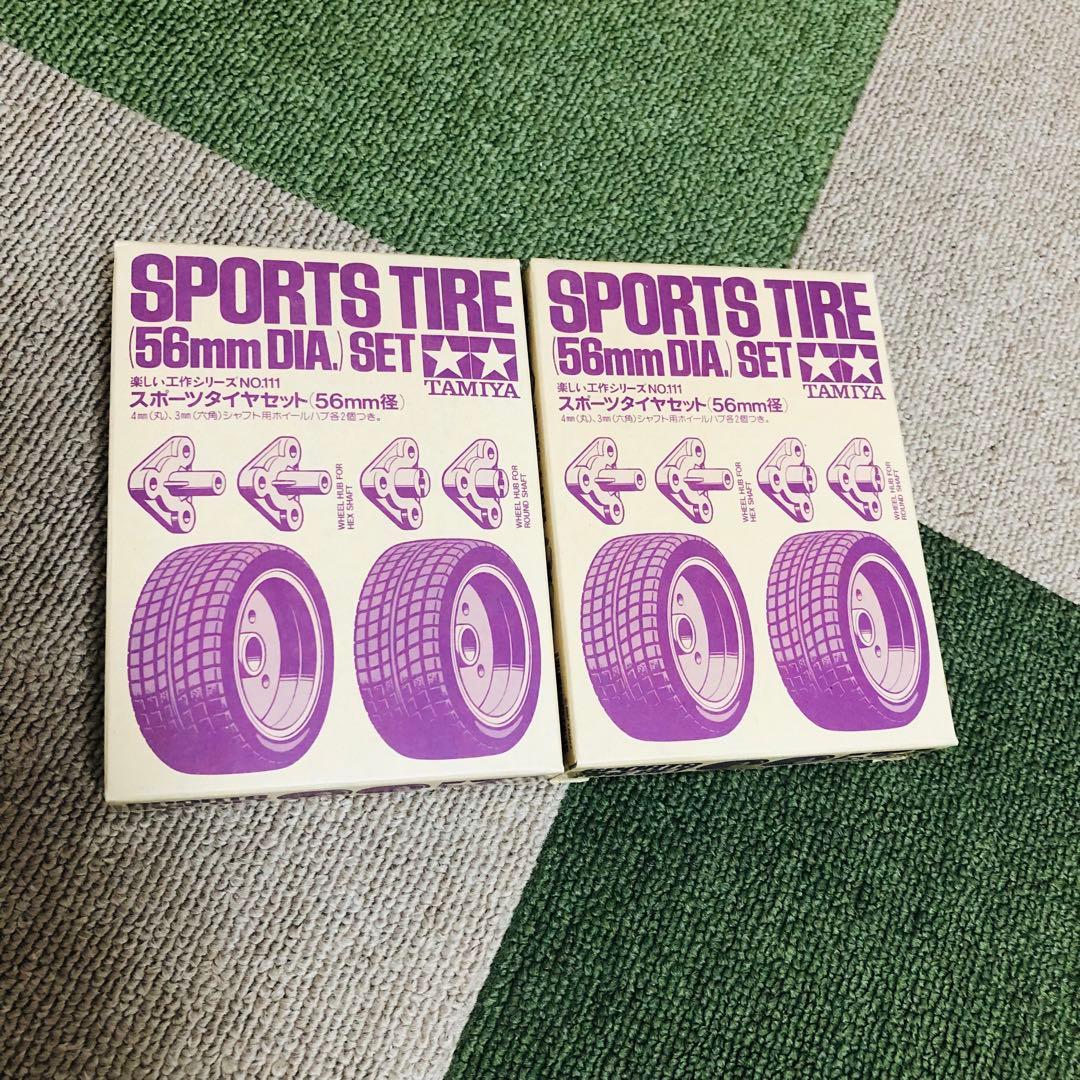 SPORTS TIRE
(56mm DIA.) SET
TAMIYA
楽しい工作シリーズNO.111
スポーツタイヤセット(56mm径)
4mm(丸)、3mm(六角)シャフト用ホイールハブ各2個つき。
WHEEL HUB FOR
HEX SHAFT
WHEEL HUB FOR
ROUND SHAFT
SPORTS TIRE
(56mm DIA.) SET
TAMIYA
楽しい工作シリーズNO.111
スポーツタイヤセット(56mm径)
4mm(丸)、3mm(六角)シャフト用ホイールハブ各2個つき。
WHEEL HUB FOR
HEX SHAFT
WHEEL HUB FOR
ROUND SHAFT